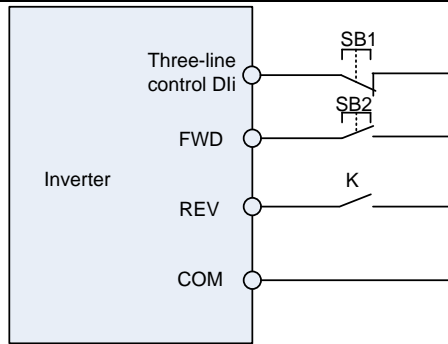 SB1
Three-line
control DIi
SB2
FWD
Inverter
K
REV
COM